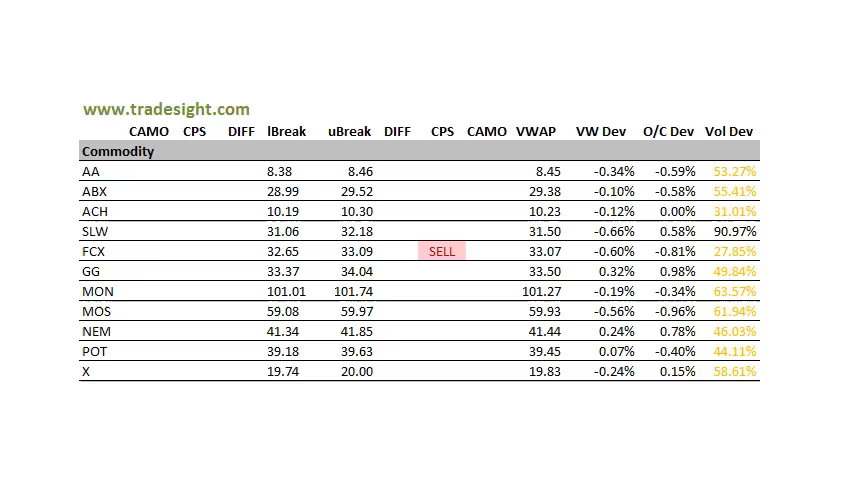 www.tradesight.com
CAMO CPS DIFF lBreak uBreak DIFF CPS CAMO VWAP VW Dev O/C Dev Vol Dev
Commodity
AA 8.38 8.46 8.45 -0.34% -0.59% 53.27%
ABX 28.99 29.52 29.38 -0.10% -0.58% 55.41%
ACH 10.19 10.30 10.23 -0.12% 0.00% 31.01%
SLW 31.06 32.18 31.50 -0.66% 0.58% 90.97%
FCX 32.65 33.09 SELL 33.07 -0.60% -0.81% 27.85%
GG 33.37 34.04 33.50 0.32% 0.98% 49.84%
MON 101.01 101.74 101.27 -0.19% -0.34% 63.57%
MOS 59.08 59.97 59.93 -0.56% -0.96% 61.94%
NEM 41.34 41.85 41.44 0.24% 0.78% 46.03%
POT 39.18 39.63 39.45 0.07% -0.40% 44.11%
X 19.74 20.00 19.83 -0.24% 0.15% 58.61%